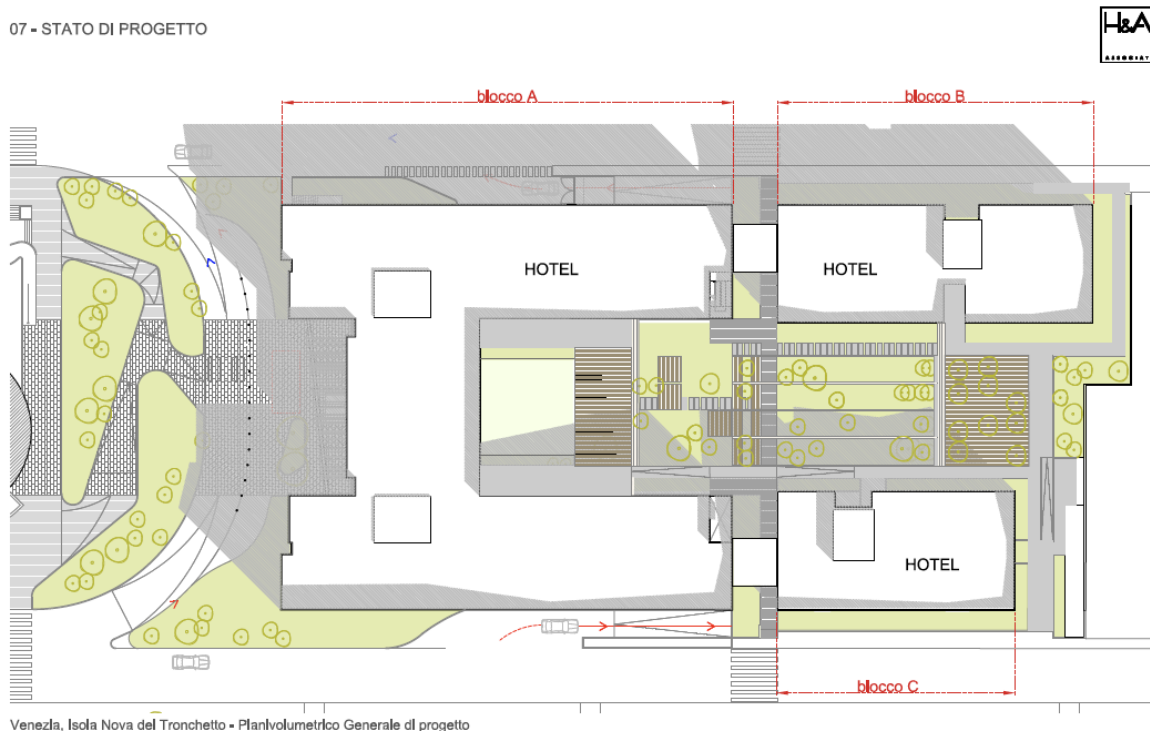 07 - STATO DI PROGETTO
H&A
ASSOCIAT
blocco A
blocco B
HOTEL
HOTEL
HOTEL
blocco C
Venezia, Isola Nova del Tronchetto - Planivolumetrico Generale di progetto